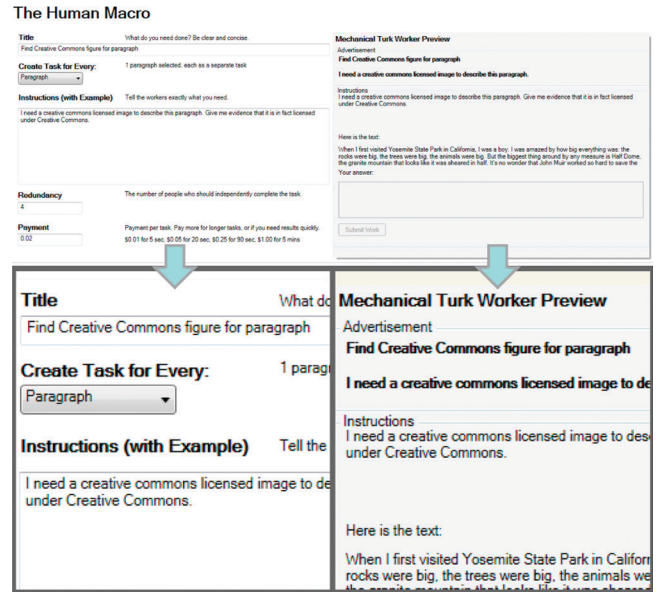 The Human Macro
Title What do you need done? Be clear and concise.
Find Creative Commons figure for paragraph
Create Task for Every: 1 paragraph selected, each as a separate task
Paragraph
Instructions (with Example) Tell the workers exactly what you need.
I need a creative commons licensed image to describe this paragraph. Give me evidence that it is in fact licensed
under Creative Commons.
Redundancy The number of people who should independently complete the task.
4
Payment Payment per task. Pay more for longer tasks, or if you need results quickly.
0.02 $0.01 for 5 sec, $0.05 for 20 sec, $0.25 for 90 sec, $1.00 for 5 mins
Mechanical Turk Worker Preview
Advertisement
Find Creative Commons figure for paragraph
I need a creative commons licensed image to describe this paragraph.
Instructions
I need a creative commons licensed image to describe this paragraph. Give me evidence that it is in fact licensed
under Creative Commons.
Here is the text:
When I first visited Yosemite State Park in California, I was a boy. I was amazed by how big everything was: the
rocks were big, the trees were big, the animals were big. But the biggest thing around by any measure is Half Dome,
the granite mountain that looks like it was sheared in half. It's no wonder that John Muir worked so hard to save the
Your answer:
Submit Work
Title What do
Find Creative Commons figure for paragraph
Create Task for Every: 1 paragr
Paragraph
Instructions (with Example) Tell the
I need a creative commons licensed image to de
under Creative Commons.
Mechanical Turk Worker Preview
Advertisement
Find Creative Commons figure for paragraph
I need a creative commons licensed image to de
Instructions
I need a creative commons licensed image to des
under Creative Commons.
Here is the text:
When I first visited Yosemite State Park in Californ
rocks were big, the trees were big, the animals we
the granite mountain that looks like it was sheared